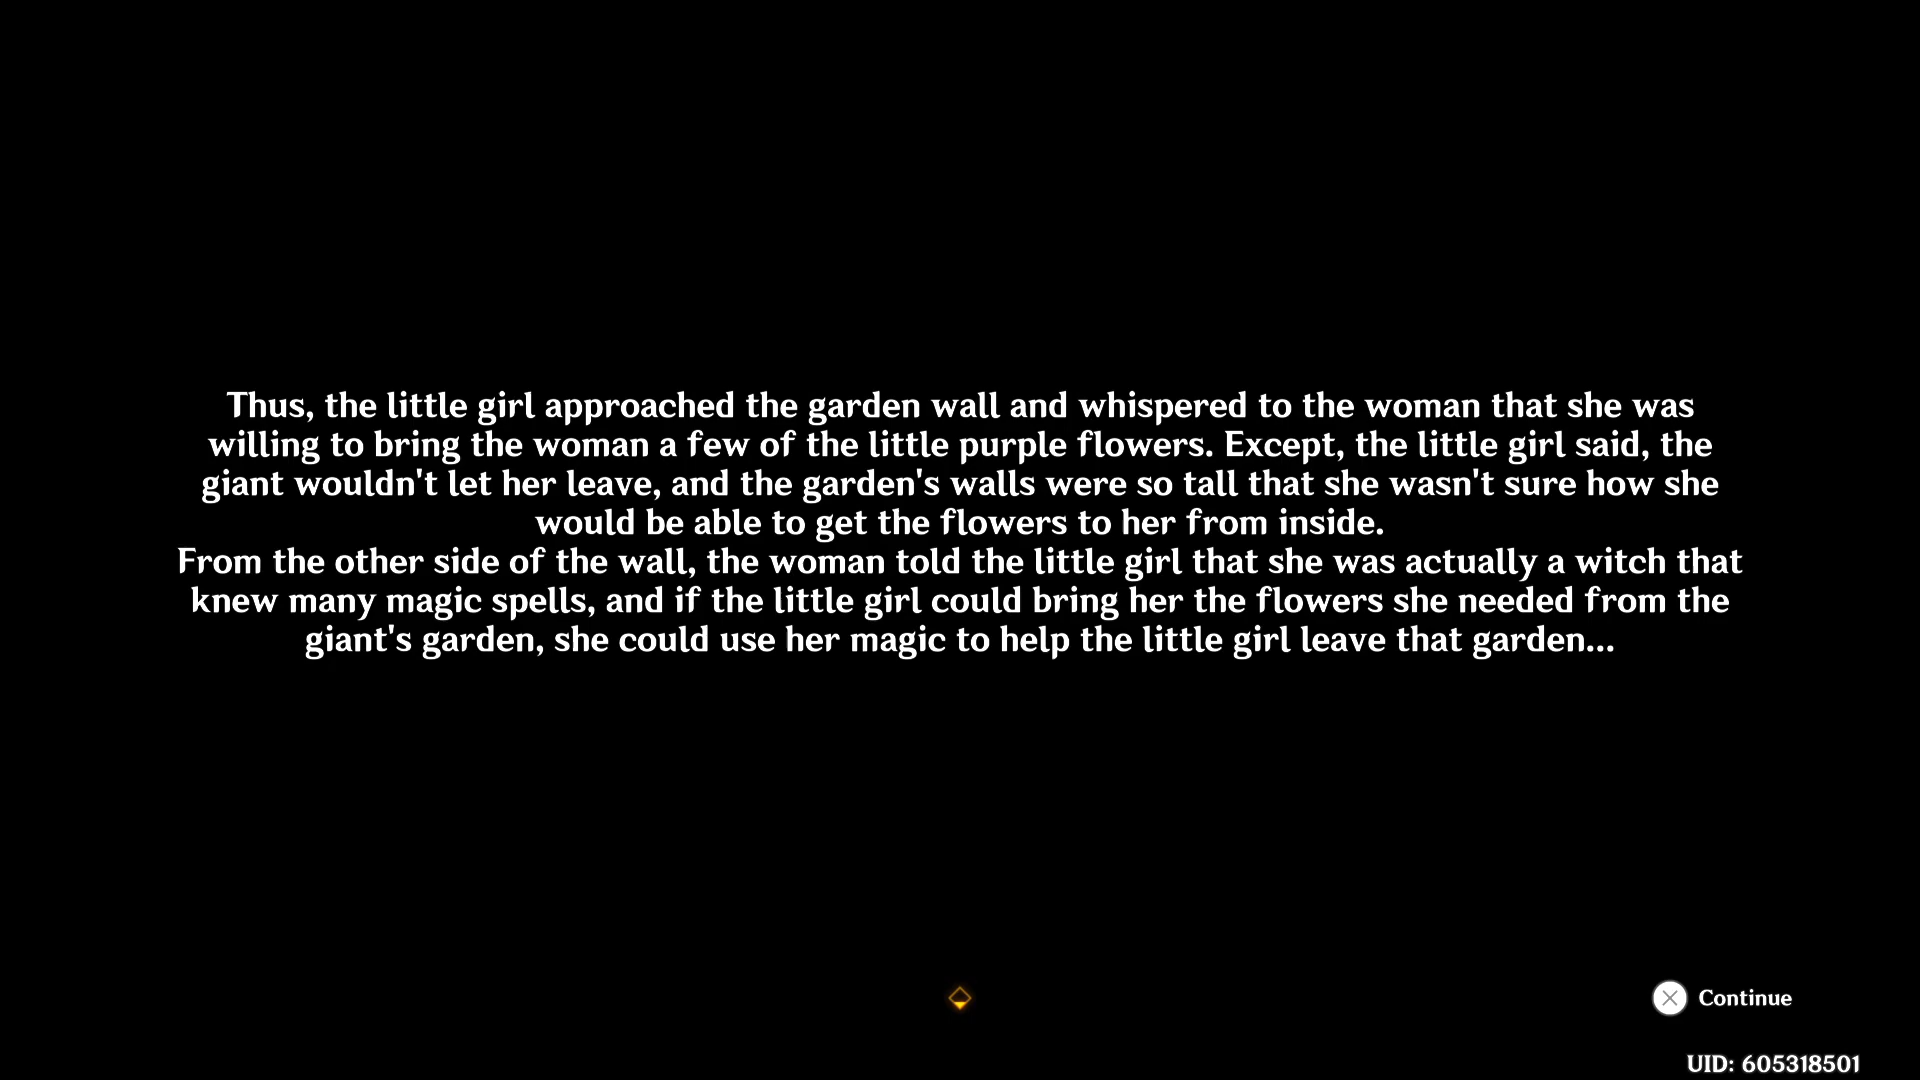 Thus, the little girl approached the garden wall and whispered to the woman that she was
willing to bring the woman a few of the little purple flowers. Except, the little girl said, the
giant wouldn't let her leave, and the garden's walls were so tall that she wasn't sure how she
would be able to get the flowers to her from inside.
From the other side of the wall, the woman told the little girl that she was actually a witch that
knew many magic spells, and if the little girl could bring her the flowers she needed from the
giant's garden, she could use her magic to help the little girl leave that garden...
Continue
UID: 605318501